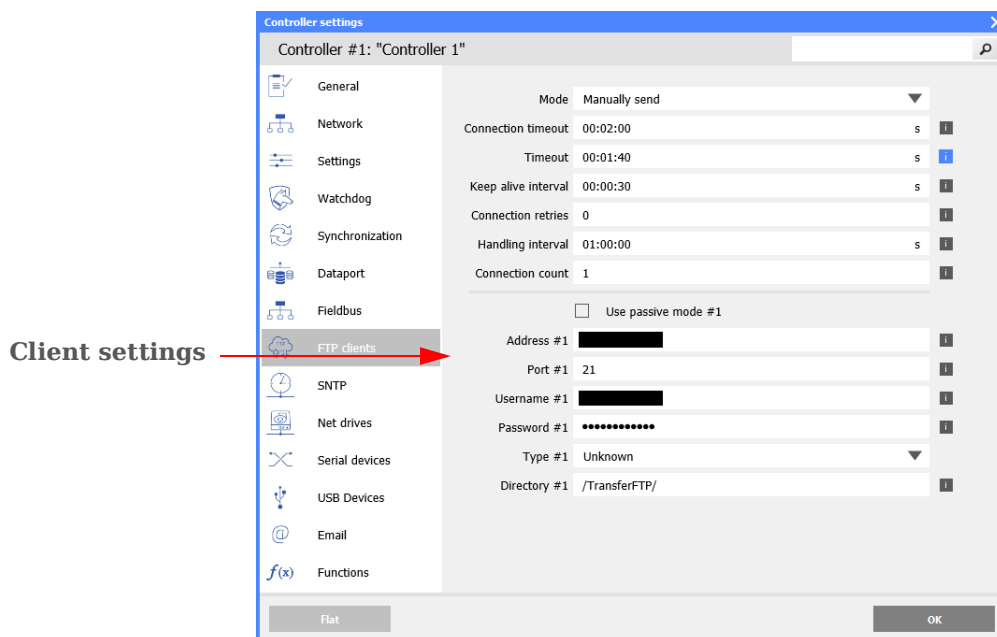 Controller settings
Controller #1: "Controller 1"
General
Network
Settings
Watchdog
Synchronization
Dataport
Fieldbus
FTP clients
SNTP
Net drives
Serial devices
USB Devices
Email
f(x) Functions
Client settings
Mode Manually send
Connection timeout 00:02:00 s
Timeout 00:01:40 s
Keep alive interval 00:00:30 s
Connection retries 0
Handling interval 01:00:00 s
Connection count 1
Use passive mode #1
Address #1
Port #1 21
Username #1
Password #1 ••••••••••••
Type #1 Unknown
Directory #1 /TransferFTP/
Flat
OK